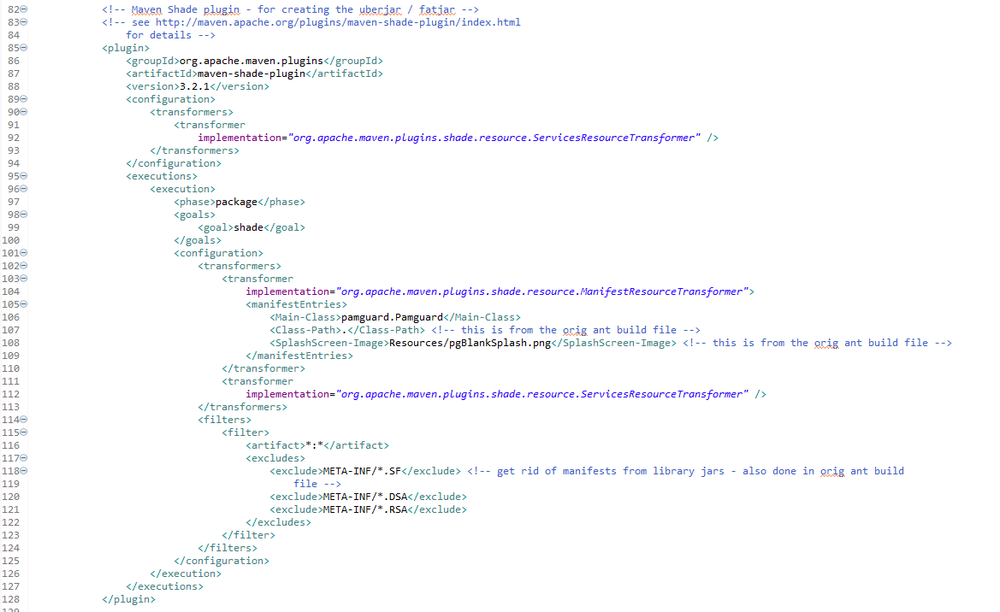 82 <!-- Maven Shade plugin - for creating the uberjar / fatjar -->
83 <!-- see http://maven.apache.org/plugins/maven-shade-plugin/index.html
84 for details -->
85 <plugin>
86 <groupId>org.apache.maven.plugins</groupId>
87 <artifactId>maven-shade-plugin</artifactId>
88 <version>3.2.1</version>
89 <configuration>
90 <transformers>
91 <transformer
92 implementation="org.apache.maven.plugins.shade.resource.ServicesResourceTransformer" />
93 </transformers>
94 </configuration>
95 <executions>
96 <execution>
97 <phase>package</phase>
98 <goals>
99 <goal>shade</goal>
100 </goals>
101 <configuration>
102 <transformers>
103 <transformer
104 implementation="org.apache.maven.plugins.shade.resource.ManifestResourceTransformer">
105 <manifestEntries>
106 <Main-Class>pamguard.Pamguard</Main-Class>
107 <Class-Path>.</Class-Path> <!-- this is from the orig ant build file -->
108 <SplashScreen-Image>Resources/pgBlankSplash.png</SplashScreen-Image> <!-- this is from the orig ant build file -->
109 </manifestEntries>
110 </transformer>
111 <transformer
112 implementation="org.apache.maven.plugins.shade.resource.ServicesResourceTransformer" />
113 </transformers>
114 <filters>
115 <filter>
116 <artifact>*:*</artifact>
117 <excludes>
118 <exclude>META-INF/*.SF</exclude> <!-- get rid of manifests from library jars - also done in orig ant build
119 file -->
120 <exclude>META-INF/*.DSA</exclude>
121 <exclude>META-INF/*.RSA</exclude>
122 </excludes>
123 </filter>
124 </filters>
125 </configuration>
126 </execution>
127 </executions>
128 </plugin>